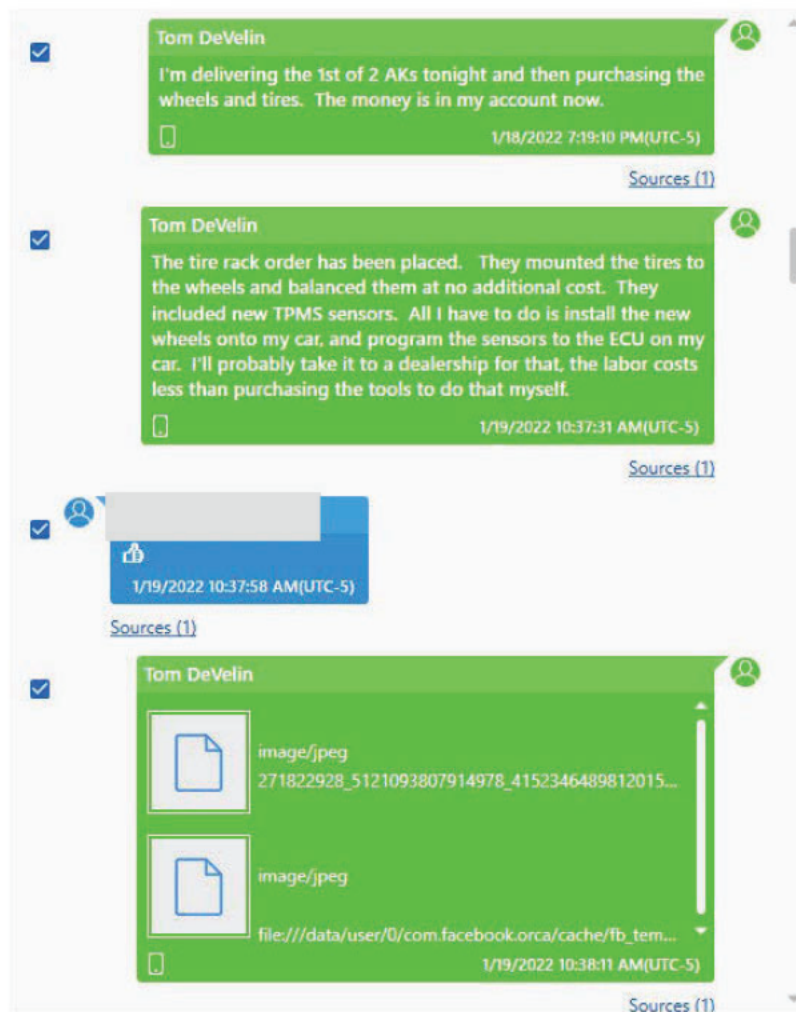 Tom DeVelin
I'm delivering the 1st of 2 AKs tonight and then purchasing the
wheels and tires. The money is in my account now.
1/18/2022 7:19:10 PM(UTC-5)
Sources (1)
Tom DeVelin
The tire rack order has been placed. They mounted the tires to
the wheels and balanced them at no additional cost. They
included new TPMS sensors. All I have to do is install the new
wheels onto my car, and program the sensors to the ECU on my
car. I'll probably take it to a dealership for that, the labor costs
less than purchasing the tools to do that myself.
1/19/2022 10:37:31 AM(UTC-5)
Sources (1)
1/19/2022 10:37:58 AM(UTC-5)
Sources (1)
Tom DeVelin
image/jpeg
271822928_5121093807914978_4152346489812015...
image/jpeg
file:///data/user/0/com.facebook.orca/cache/fb_tem...
1/19/2022 10:38:11 AM(UTC-5)
Sources (1)